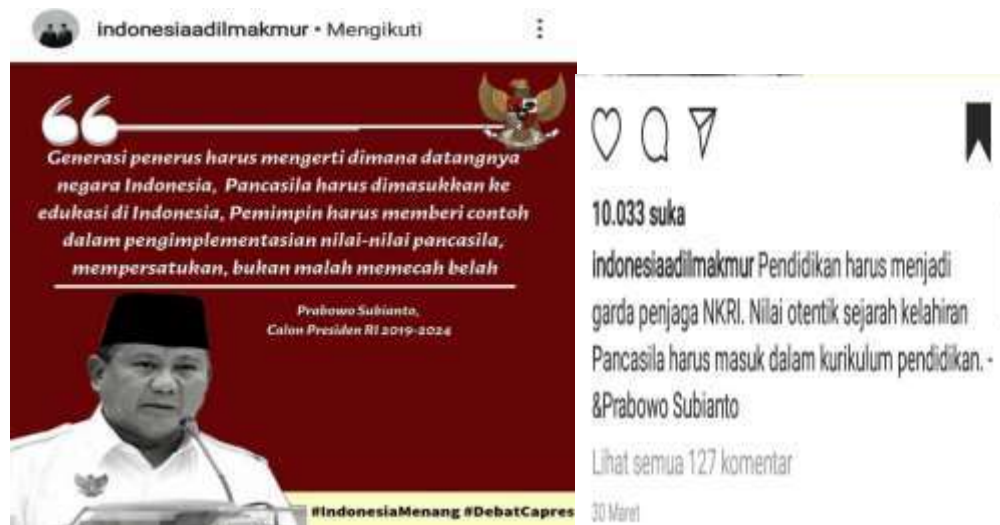 indonesiaadilmakmur • Mengikuti
Generasi penerus harus mengerti dimana datangnya
negara Indonesia, Pancasila harus dimasukkan ke
edukasi di Indonesia, Pemimpin harus memberi contoh
dalam pengimplementasian nilai-nilai pancasila,
mempersatukan, bukan malah memecah belah
Prabowo Subianto,
Calon Presiden RI 2019-2024
#IndonesiaMenang #DebatCapres
10.033 suka
indonesiaadilmakmur Pendidikan harus menjadi
garda penjaga NKRI. Nilai otentik sejarah kelahiran
Pancasila harus masuk dalam kurikulum pendidikan. -
&Prabowo Subianto
Lihat semua 127 komentar
30 Maret